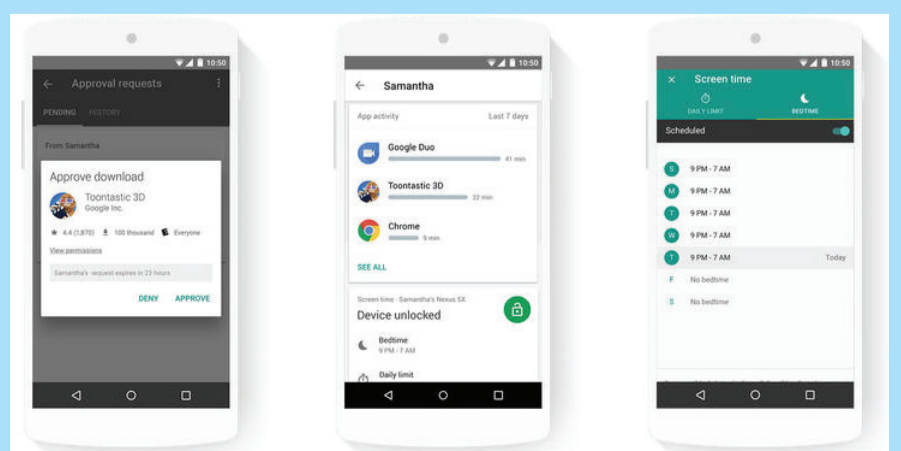 10:50
Approval requests
PENDING HISTORY
From Samantha
Approve download
Toontastic 3D
Google Inc.
4.4 (1,870) 100 thousand Everyone
View permissions
Samantha's request expires in 23 hours
DENY APPROVE
10:50
Samantha
App activity Last 7 days
Google Duo
41 min
Toontastic 3D
22 min
Chrome
9 min
SEE ALL
Screen time · Samantha's Nexus 5X
Device unlocked
Bedtime
9 PM - 7 AM
Daily limit
10:50
Screen time
DAILY LIMIT BEDTIME
Scheduled
S 9 PM - 7 AM
M 9 PM - 7 AM
T 9 PM - 7 AM
W 9 PM - 7 AM
T 9 PM - 7 AM Today
F No bedtime
S No bedtime